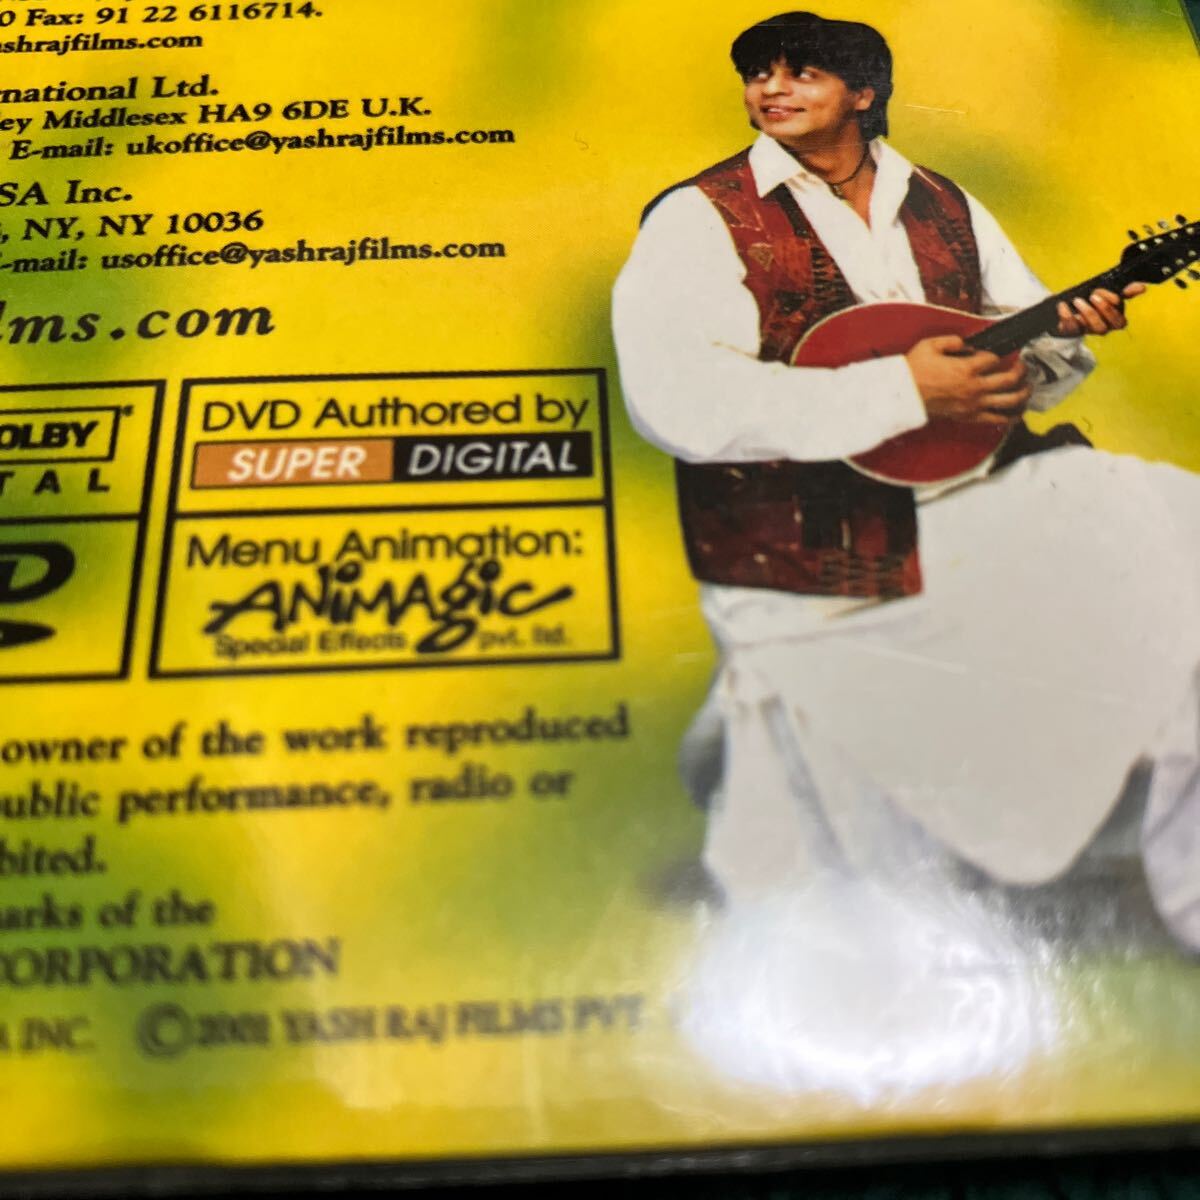 0 Fax: 91 22 6116714.
ashrajfilms.com
national Ltd.
ey Middlesex HA9 6DE U.K.
E-mail: ukoffice@yashrajfilms.com
SA Inc.
, NY, NY 10036
-mail: usoffice@yashrajfilms.com
lms.com
OLBY
TAL
DVD Authored by
SUPER DIGITAL
Menu Animation:
ANiMAgic
Special Effects pvt. ltd.
owner of the work reproduced
public performance, radio or
bited.
arks of the
CORPORATION
A INC. © 2001 YASH RAJ FILMS PVT